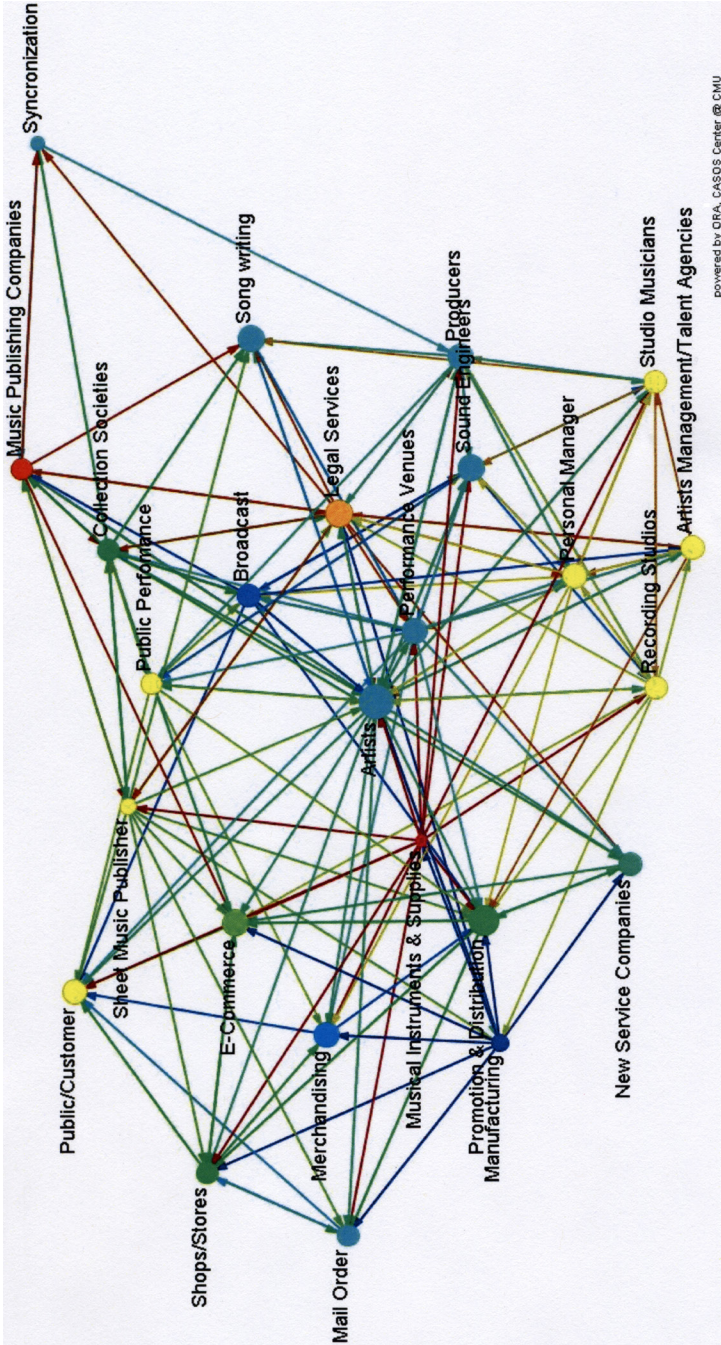 Syncronization
Music Publishing Companies
Song writing
Collection Societies
Legal Services
Producers
Sound Engineers
Public Perfomance
Broadcast
Performance Venues
Personal Manager
Studio Musicians
Artists Management/Talent Agencies
Recording Studios
Artists
Sheet Music Publisher
Public/Customer
E-Commerce
Merchandising
Musical Instruments & Supplies
Promotion & Distribution
Manufacturing
New Service Companies
Shops/Stores
Mail Order
powered by ORA, CASOS Center @ CMU